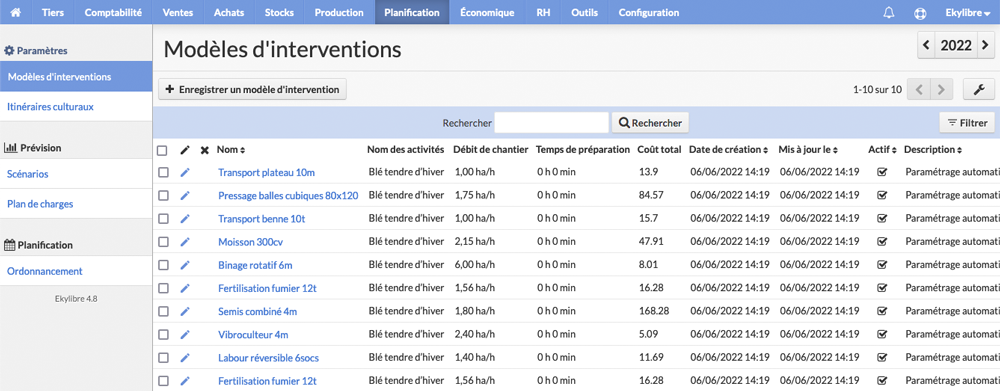 Tiers Comptabilité Ventes Achats Stocks Production Planification Économique RH Outils Configuration Ekylibre
Paramètres
Modèles d'interventions
Itinéraires culturaux
Prévision
Scénarios
Plan de charges
Planification
Ordonnancement
Ekylibre 4.8
Modèles d'interventions
2022
Enregistrer un modèle d'intervention
1-10 sur 10
Rechercher Rechercher Filtrer
Nom Nom des activités Débit de chantier Temps de préparation Coût total Date de création Mis à jour le Actif Description
Transport plateau 10m Blé tendre d'hiver 1,00 ha/h 0 h 0 min 13.9 06/06/2022 14:19 06/06/2022 14:19 Paramétrage automati
Pressage balles cubiques 80x120 Blé tendre d'hiver 1,75 ha/h 0 h 0 min 84.57 06/06/2022 14:19 06/06/2022 14:19 Paramétrage automati
Transport benne 10t Blé tendre d'hiver 1,00 ha/h 0 h 0 min 15.7 06/06/2022 14:19 06/06/2022 14:19 Paramétrage automati
Moisson 300cv Blé tendre d'hiver 2,15 ha/h 0 h 0 min 47.91 06/06/2022 14:19 06/06/2022 14:19 Paramétrage automati
Binage rotatif 6m Blé tendre d'hiver 6,00 ha/h 0 h 0 min 8.01 06/06/2022 14:19 06/06/2022 14:19 Paramétrage automati
Fertilisation fumier 12t Blé tendre d'hiver 1,56 ha/h 0 h 0 min 16.28 06/06/2022 14:19 06/06/2022 14:19 Paramétrage automati
Semis combiné 4m Blé tendre d'hiver 1,80 ha/h 0 h 0 min 168.28 06/06/2022 14:19 06/06/2022 14:19 Paramétrage automati
Vibroculteur 4m Blé tendre d'hiver 2,40 ha/h 0 h 0 min 5.09 06/06/2022 14:19 06/06/2022 14:19 Paramétrage automati
Labour réversible 6socs Blé tendre d'hiver 1,40 ha/h 0 h 0 min 11.69 06/06/2022 14:19 06/06/2022 14:19 Paramétrage automati
Fertilisation fumier 12t Blé tendre d'hiver 1,56 ha/h 0 h 0 min 16.28 06/06/2022 14:19 06/06/2022 14:19 Paramétrage automati